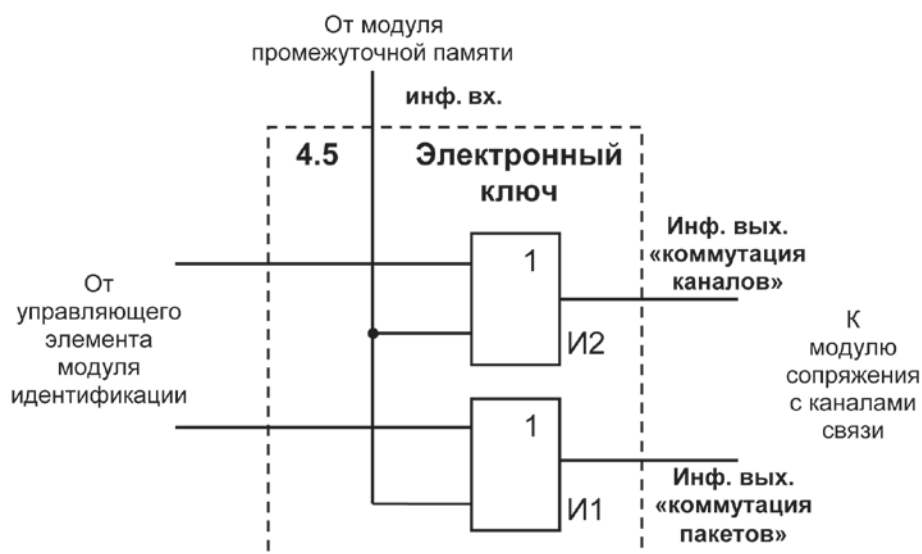 От модуля
промежуточной памяти
инф. вх.
4.5 Электронный
ключ
1
И2
Инф. вых.
«коммутация
каналов»
От
управляющего
элемента
модуля
идентификации
К
модулю
сопряжения
с каналами
связи
1
И1
Инф. вых.
«коммутация
пакетов»